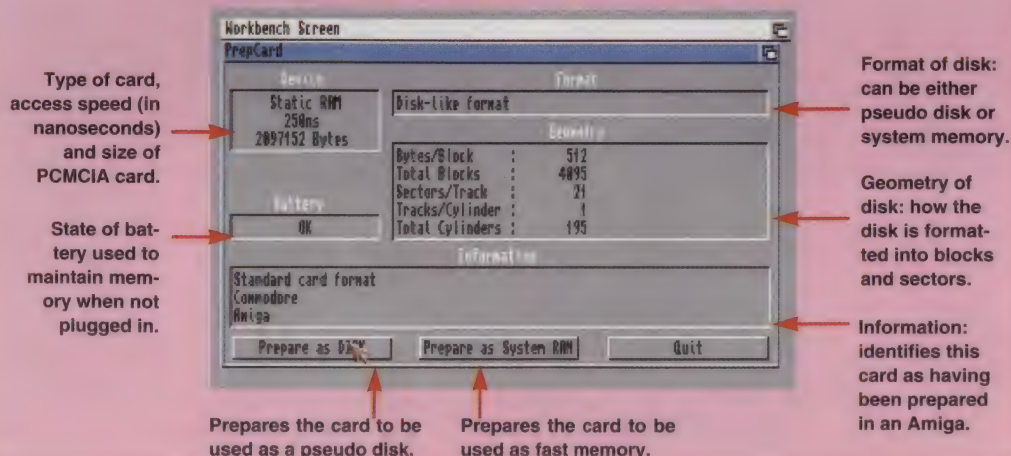 Workbench Screen
PrepCard
Device
Static RAM
250ns
2097152 Bytes
Format
Disk-like format
Geometry
Bytes/Block : 512
Total Blocks : 4095
Sectors/Track : 21
Tracks/Cylinder : 1
Total Cylinders : 195
Battery
OK
Information
Standard card format
Commodore
Amiga
Prepare as Disk
Prepare as System RAM
Quit
Type of card,
access speed (in
nanoseconds)
and size of
PCMCIA card.
State of bat-
tery used to
maintain mem-
ory when not
plugged in.
Format of disk:
can be either
pseudo disk or
system memory.
Geometry of
disk: how the
disk is format-
ted into blocks
and sectors.
Information:
identifies this
card as having
been prepared
in an Amiga.
Prepares the card to be
used as a pseudo disk.
Prepares the card to be
used as fast memory.